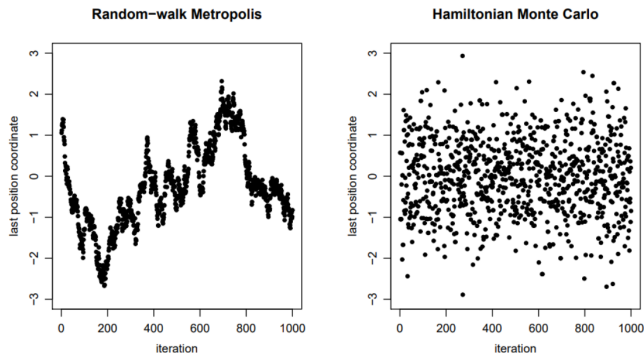 Random−walk Metropolis
last position coordinate
3
2
1
0
-1
-2
-3
0 200 400 600 800 1000
iteration
Hamiltonian Monte Carlo
last position coordinate
3
2
1
0
-1
-2
-3
0 200 400 600 800 1000
iteration